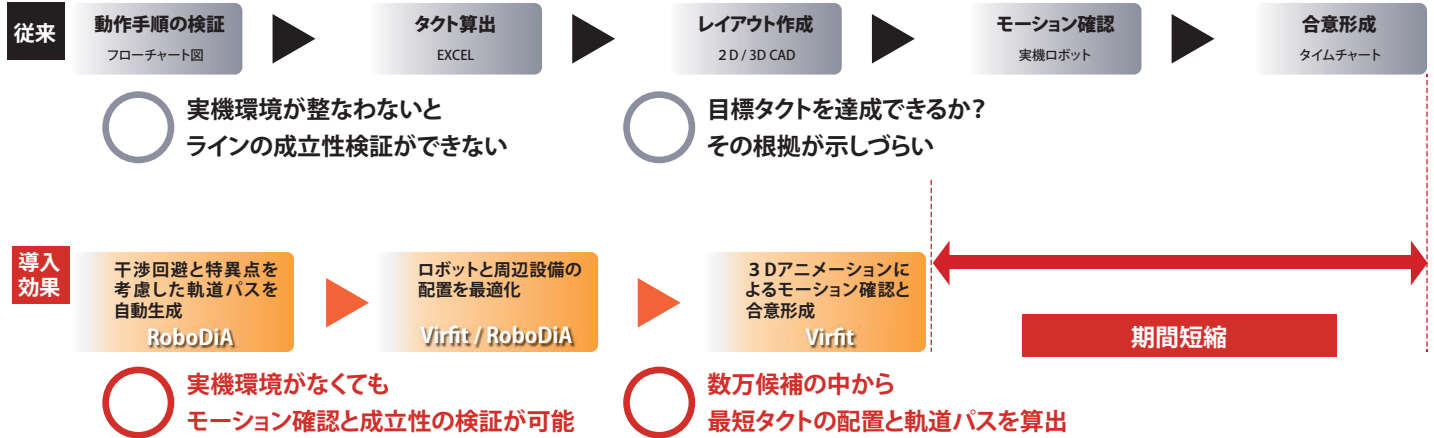 従来
動作手順の検証
フローチャート図
タクト算出
EXCEL
レイアウト作成
2D/3D CAD
モーション確認
実機ロボット
合意形成
タイムチャート
実機環境が整なわないと
ラインの成立性検証ができない
目標タクトを達成できるか？
その根拠が示しづらい
導入
効果
干渉回避と特異点を
考慮した軌道パスを
自動生成
RoboDiA
ロボットと周辺設備の
配置を最適化
Virfit / RoboDiA
３Dアニメーションに
よるモーション確認と
合意形成
Virfit
期間短縮
実機環境がなくても
モーション確認と成立性の検証が可能
数万候補の中から
最短タクトの配置と軌道パスを算出